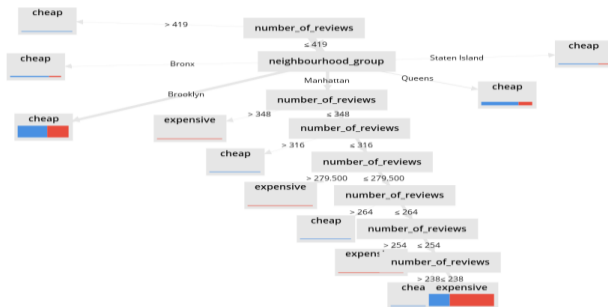 cheap
> 419
number_of_reviews
≤ 419
cheap
Bronx
neighbourhood_group
Staten Island
cheap
Manhattan
Queens
cheap
Brooklyn
number_of_reviews
cheap
expensive
> 348
≤ 348
number_of_reviews
cheap
> 316
≤ 316
number_of_reviews
expensive
> 279.500
≤ 279.500
number_of_reviews
> 264
≤ 264
cheap
number_of_reviews
> 254
≤ 254
expens
number_of_reviews
> 238
≤ 238
chea
expensive